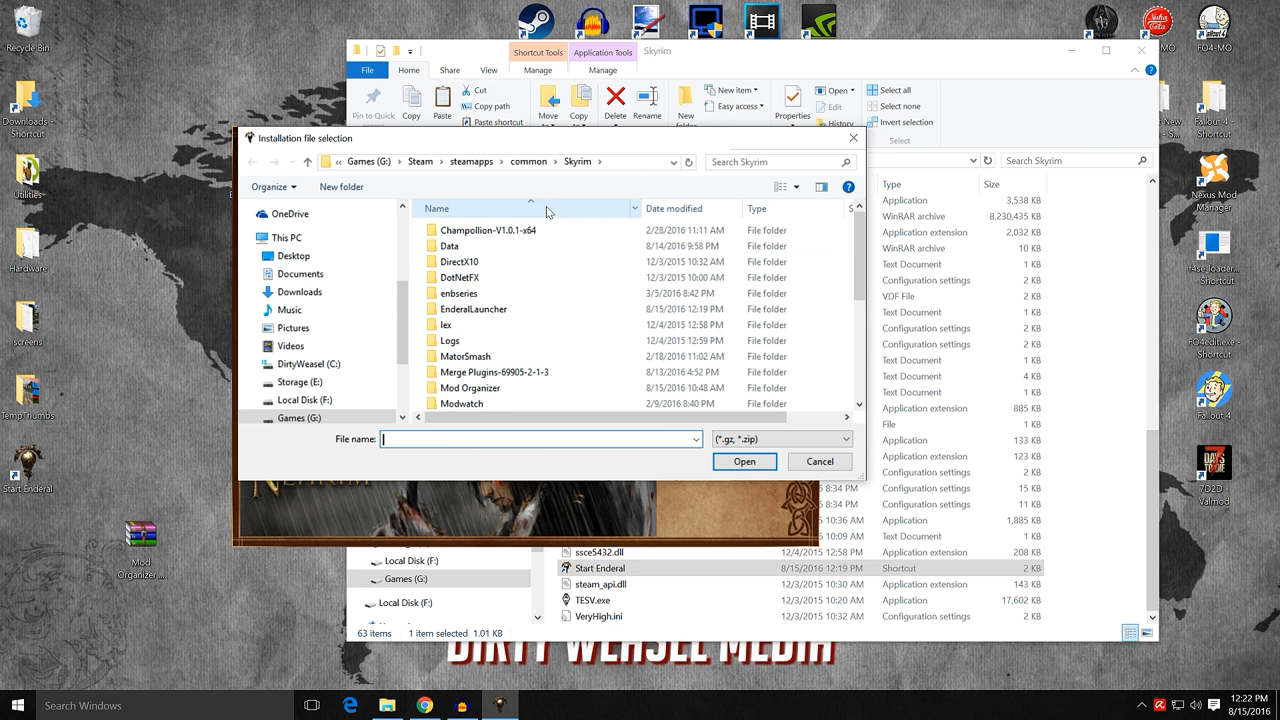 Recycle Bin
Downloads - Shortcut
Utilities
Hardware
screens
TempThumbs
Start Enderal
Mod Organizer...
FO4-MO
Fallout 4 - Shortcut
Nexus Mod Manager
f4se_loader... Shortcut
FO4edit.exe - Shortcut
Fallout 4
7D2D - Valmod
Shortcut Tools
Application Tools
Skyrim
File
Home
Share
View
Manage
Manage
Pin to Quick
Copy
Paste
Cut
Copy path
Paste shortcut
Move
Copy
Delete
Rename
New
New item
Easy access
Properties
Open
Edit
History
Select all
Select none
Invert selection
Select
Search Skyrim
Installation file selection
« Games (G:) > Steam > steamapps > common > Skyrim >
Search Skyrim
Organize
New folder
OneDrive
This PC
Desktop
Documents
Downloads
Music
Pictures
Videos
DirtyWeasel (C:)
Storage (E:)
Local Disk (F:)
Games (G:)
Name Date modified Type S
Champollion-V1.0.1-x64 2/28/2016 11:11 AM File folder
Data 8/14/2016 9:58 PM File folder
DirectX10 12/3/2015 10:32 AM File folder
DotNetFX 12/3/2015 10:00 AM File folder
enbseries 3/5/2016 8:42 PM File folder
EnderalLauncher 8/15/2016 12:19 PM File folder
lex 12/4/2015 12:58 PM File folder
Logs 12/4/2015 12:59 PM File folder
MatorSmash 2/18/2016 11:02 AM File folder
Merge Plugins-69905-2-1-3 8/13/2016 4:52 PM File folder
Mod Organizer 8/15/2016 10:48 AM File folder
Modwatch 2/9/2016 8:40 PM File folder
File name:
(*.gz, *.zip)
Open
Cancel
Type Size
Application 3,538 KB
WinRAR archive 8,230,435 KB
Application extension 2,032 KB
WinRAR archive 10 KB
Text Document 1 KB
Configuration settings 2 KB
VDF File 2 KB
Text Document 1 KB
Configuration settings 2 KB
Text Document 1 KB
Configuration settings 2 KB
Text Document 4 KB
Text Document 2 KB
Application extension 885 KB
File 2 KB
Application 133 KB
Application extension 123 KB
Configuration settings 2 KB
8:34 PM Configuration settings 15 KB
8:34 PM Configuration settings 11 KB
10:36 AM Application 1,885 KB
10:09 AM Text Document 1 KB
ssce5432.dll 12/4/2015 12:58 PM Application extension 208 KB
Start Enderal 8/15/2016 12:19 PM Shortcut 2 KB
steam_api.dll 12/3/2015 10:30 AM Application extension 143 KB
TESV.exe 12/3/2015 10:20 AM Application 17,602 KB
VeryHigh.ini 12/3/2015 10:32 AM Configuration settings 2 KB
Local Disk (F:)
Games (G:)
Local Disk (F:)
63 items 1 item selected 1.01 KB
DIRTY WEASEL MEDIA
Search Windows
12:22 PM
8/15/2016